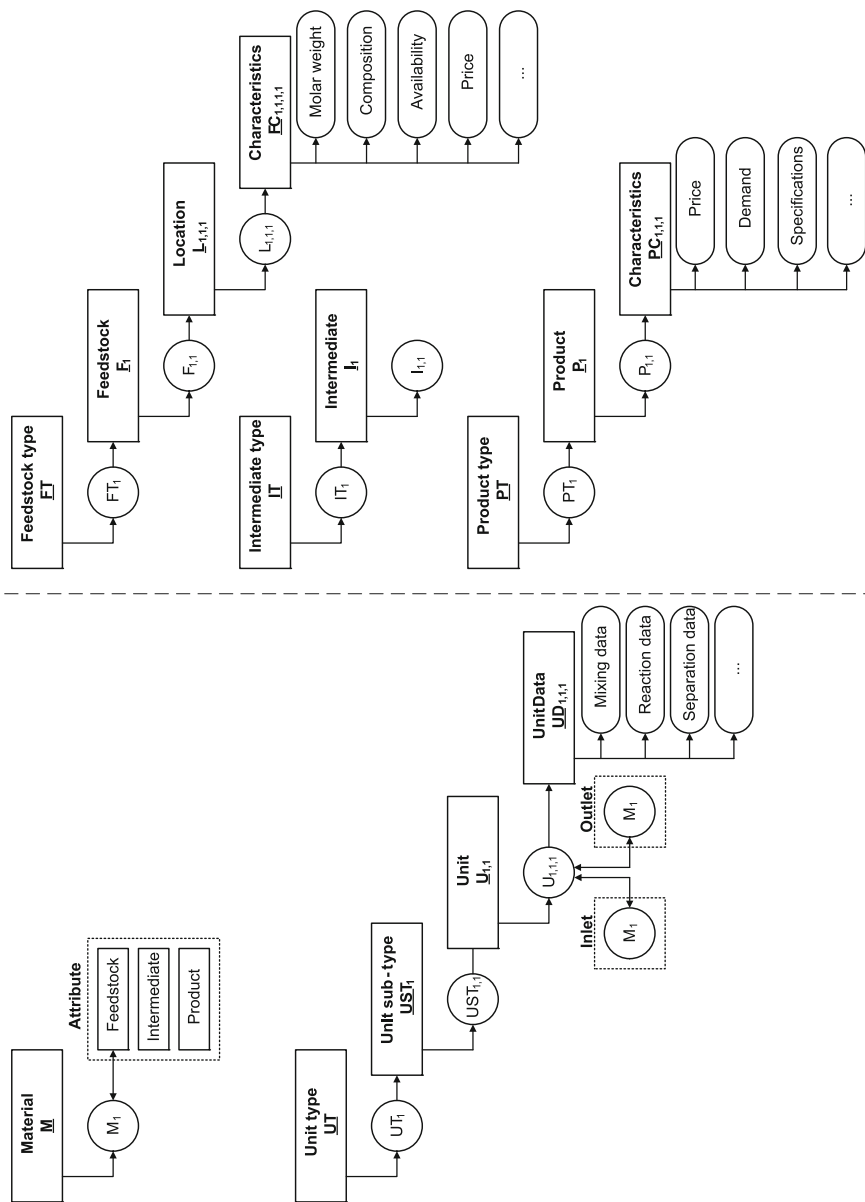 Material
M
M1
Attribute
Feedstock
Intermediate
Product
Unit type
UT
UT1
UnIt sub-type
UST1
UST1,1
Unit
U1,1
U1,1,1
Inlet
M1
Outlet
M1
UnitData
UD1,1,1
Mixing data
Reaction data
Separation data
...
Feedstock type
FT
FT1
Feedstock
F1
F1,1
Location
L1,1,1
L1,1,1
Characteristics
FC1,1,1,1
Molar weight
Composition
Availability
Price
...
Intermediate type
IT
IT1
Intermediate
I1
I1,1
Product type
PT
PT1
Product
P1
P1,1
Characteristics
PC1,1,1
Price
Demand
Specifications
...